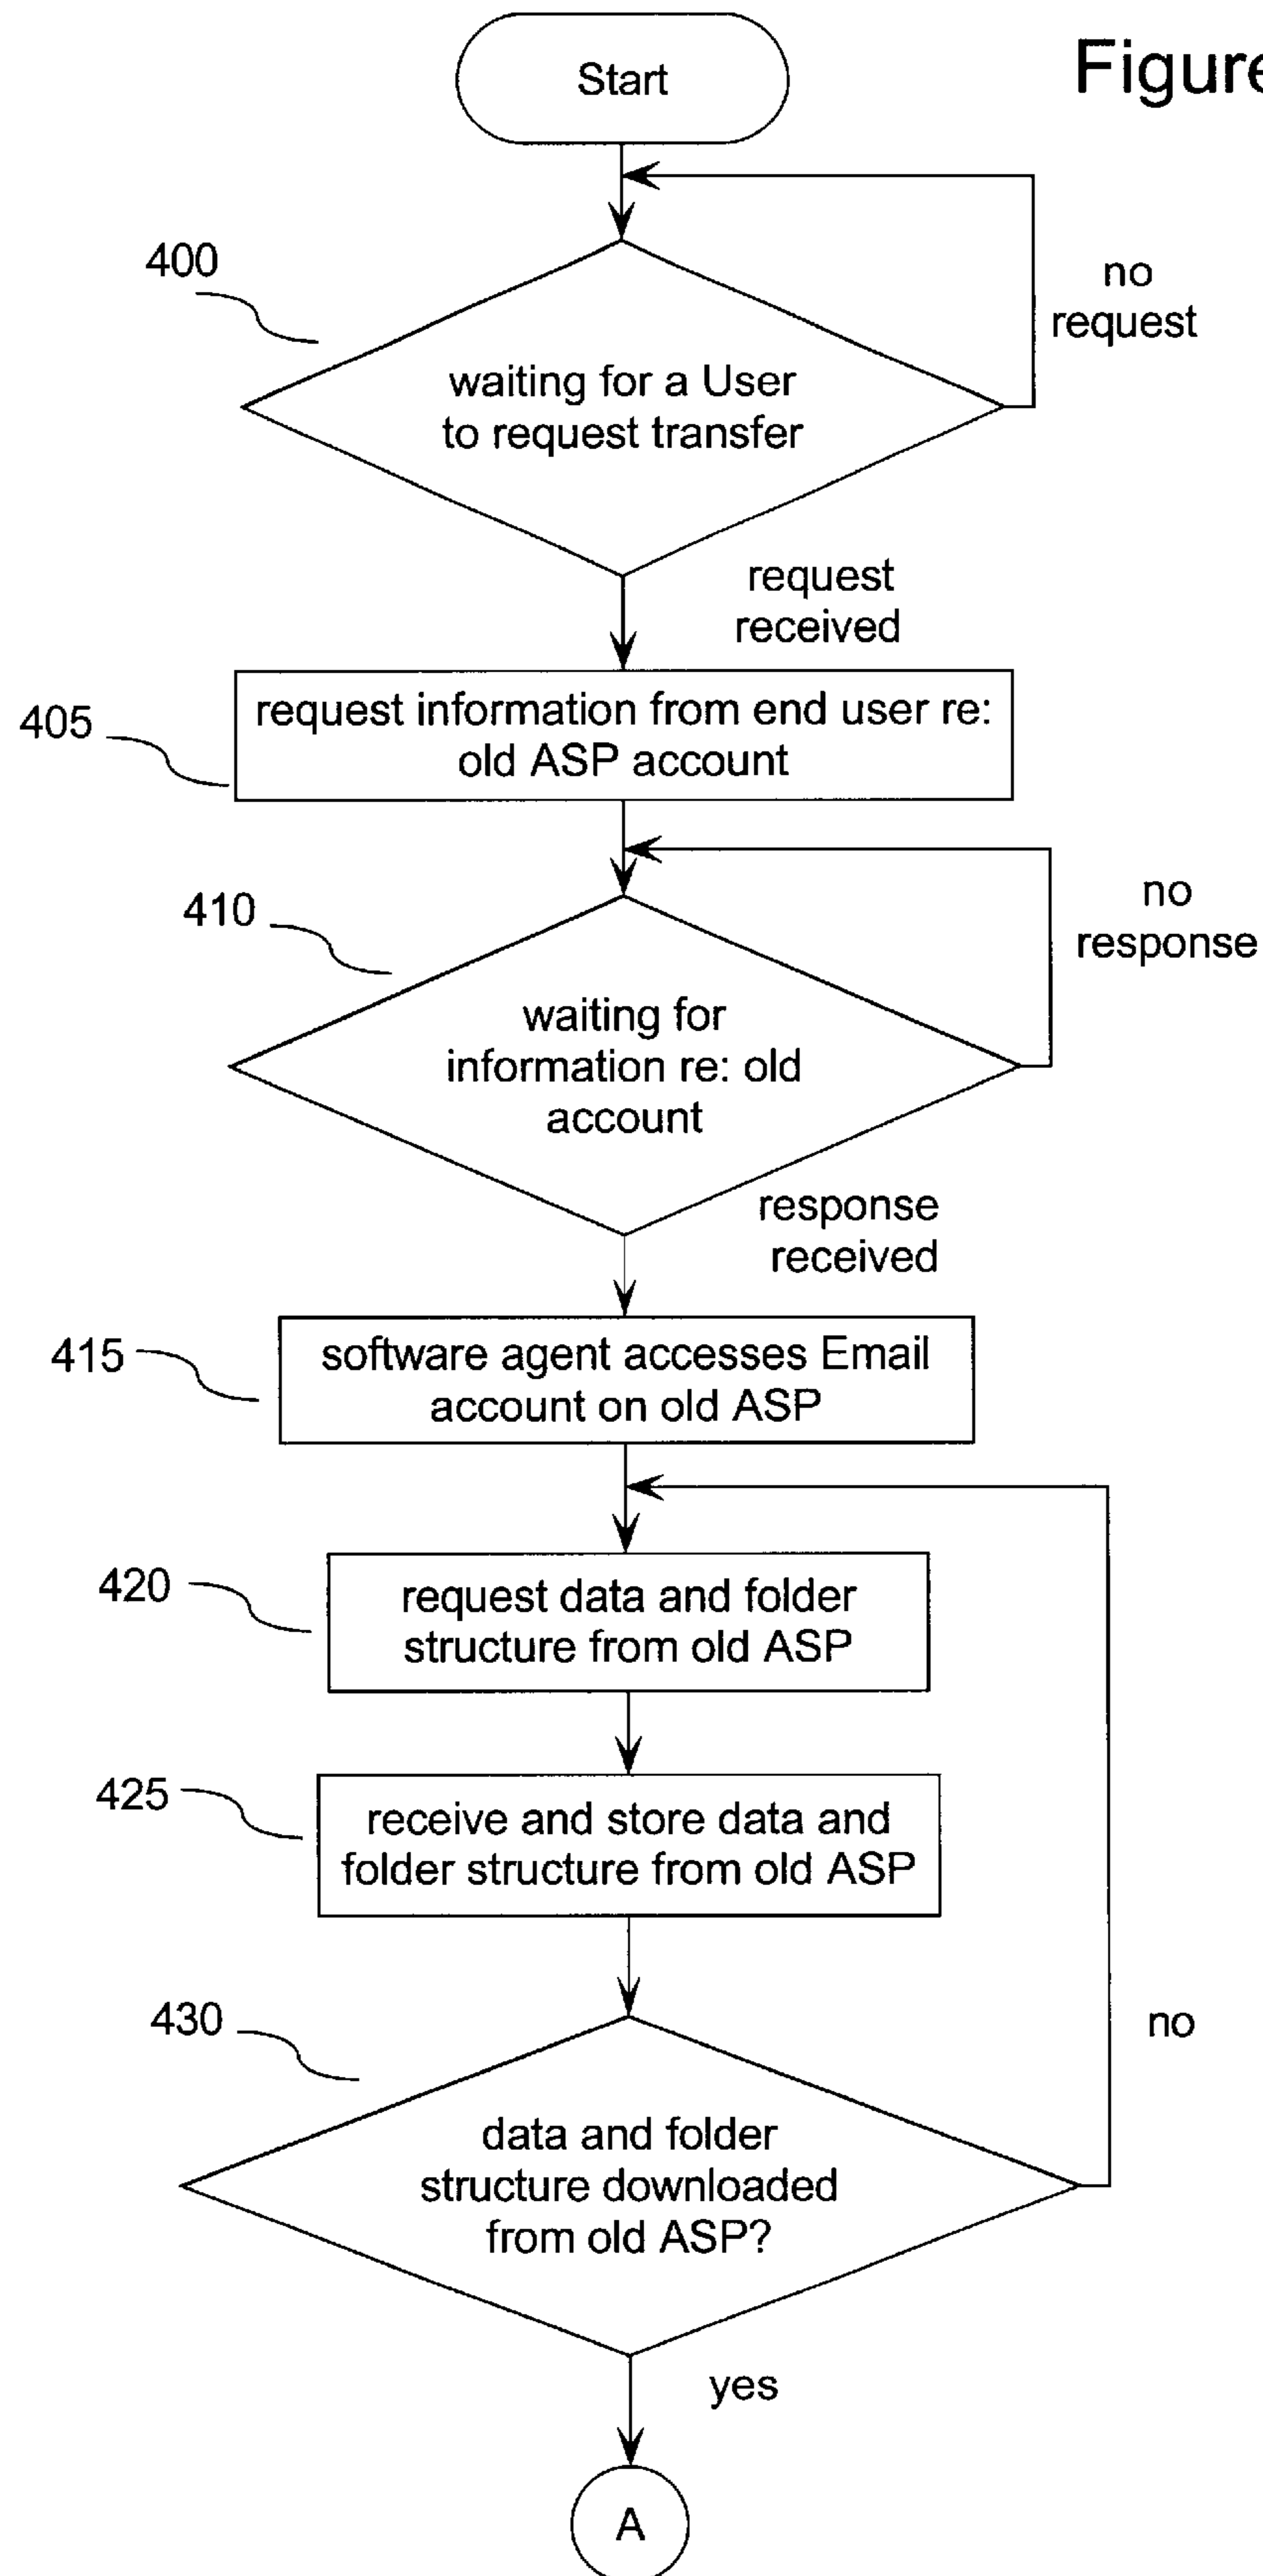 Start
Figure
400
no
request
waiting for a User
to request transfer
request
received
405
request information from end user re:
old ASP account
410
no
response
waiting for
information re: old
account
response
received
415
software agent accesses Email
account on old ASP
420
request data and folder
structure from old ASP
425
receive and store data and
folder structure from old ASP
430
no
data and folder
structure downloaded
from old ASP?
yes
A